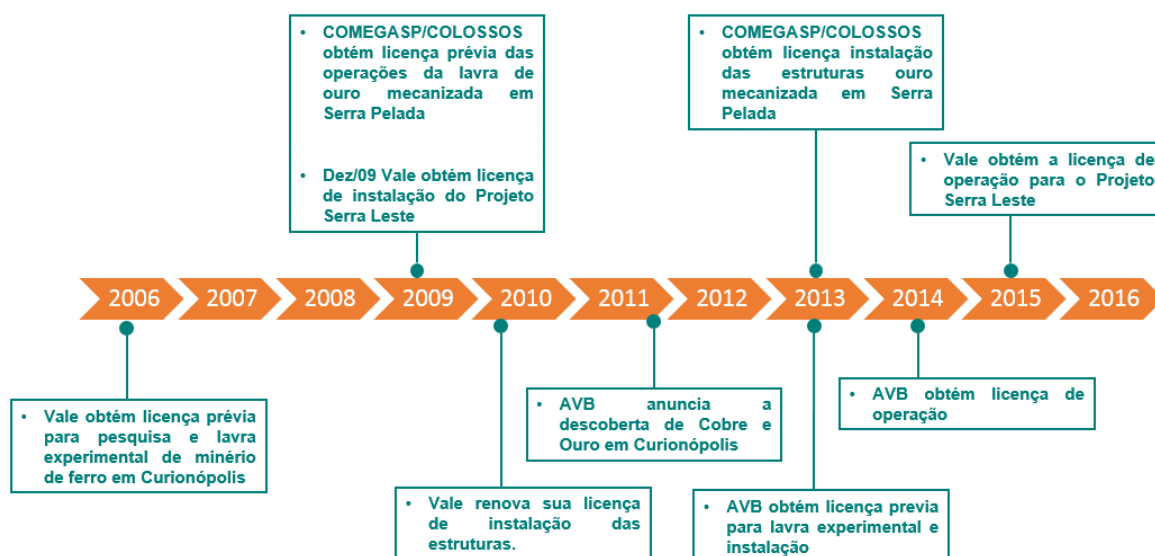 • COMEGASP/COLOSSOS
obtém licença prévia das
operações da lavra de
ouro mecanizada em
Serra Pelada
• Dez/09 Vale obtém licença
de instalação do Projeto
Serra Leste
• COMEGASP/COLOSSOS
obtém licença instalação
das estruturas ouro
mecanizada em Serra
Pelada
• Vale obtém a licença de
operação para o Projeto
Serra Leste
2006 2007 2008 2009 2010 2011 2012 2013 2014 2015 2016
• Vale obtém licença prévia
para pesquisa e lavra
experimental de minério
de ferro em Curionópolis
• Vale renova sua licença
de instalação das
estruturas.
• AVB anuncia a
descoberta de Cobre e
Ouro em Curionópolis
• AVB obtém licença previa
para lavra experimental e
instalação
• AVB obtém licença de
operação